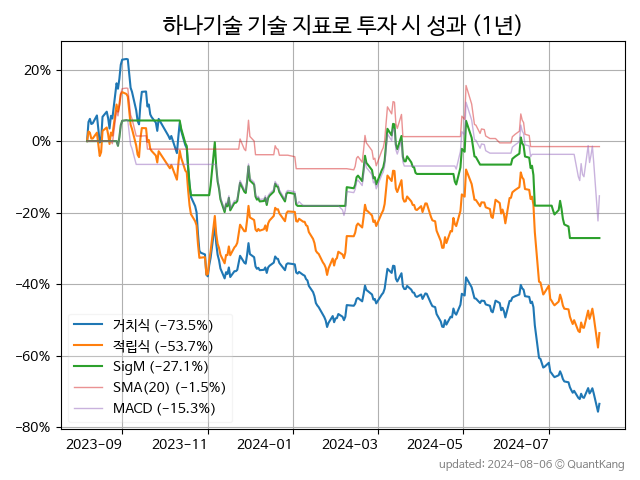 하나기술 기술 지표로 투자 시 성과 (1년)
20%
0%
−20%
−40%
−60%
−80%
거치식 (−73.5%)
적립식 (−53.7%)
SigM (−27.1%)
SMA(20) (−1.5%)
MACD (−15.3%)
2023−09 2023−11 2024−01 2024−03 2024−05 2024−07
updated: 2024−08−06 © QuantKang